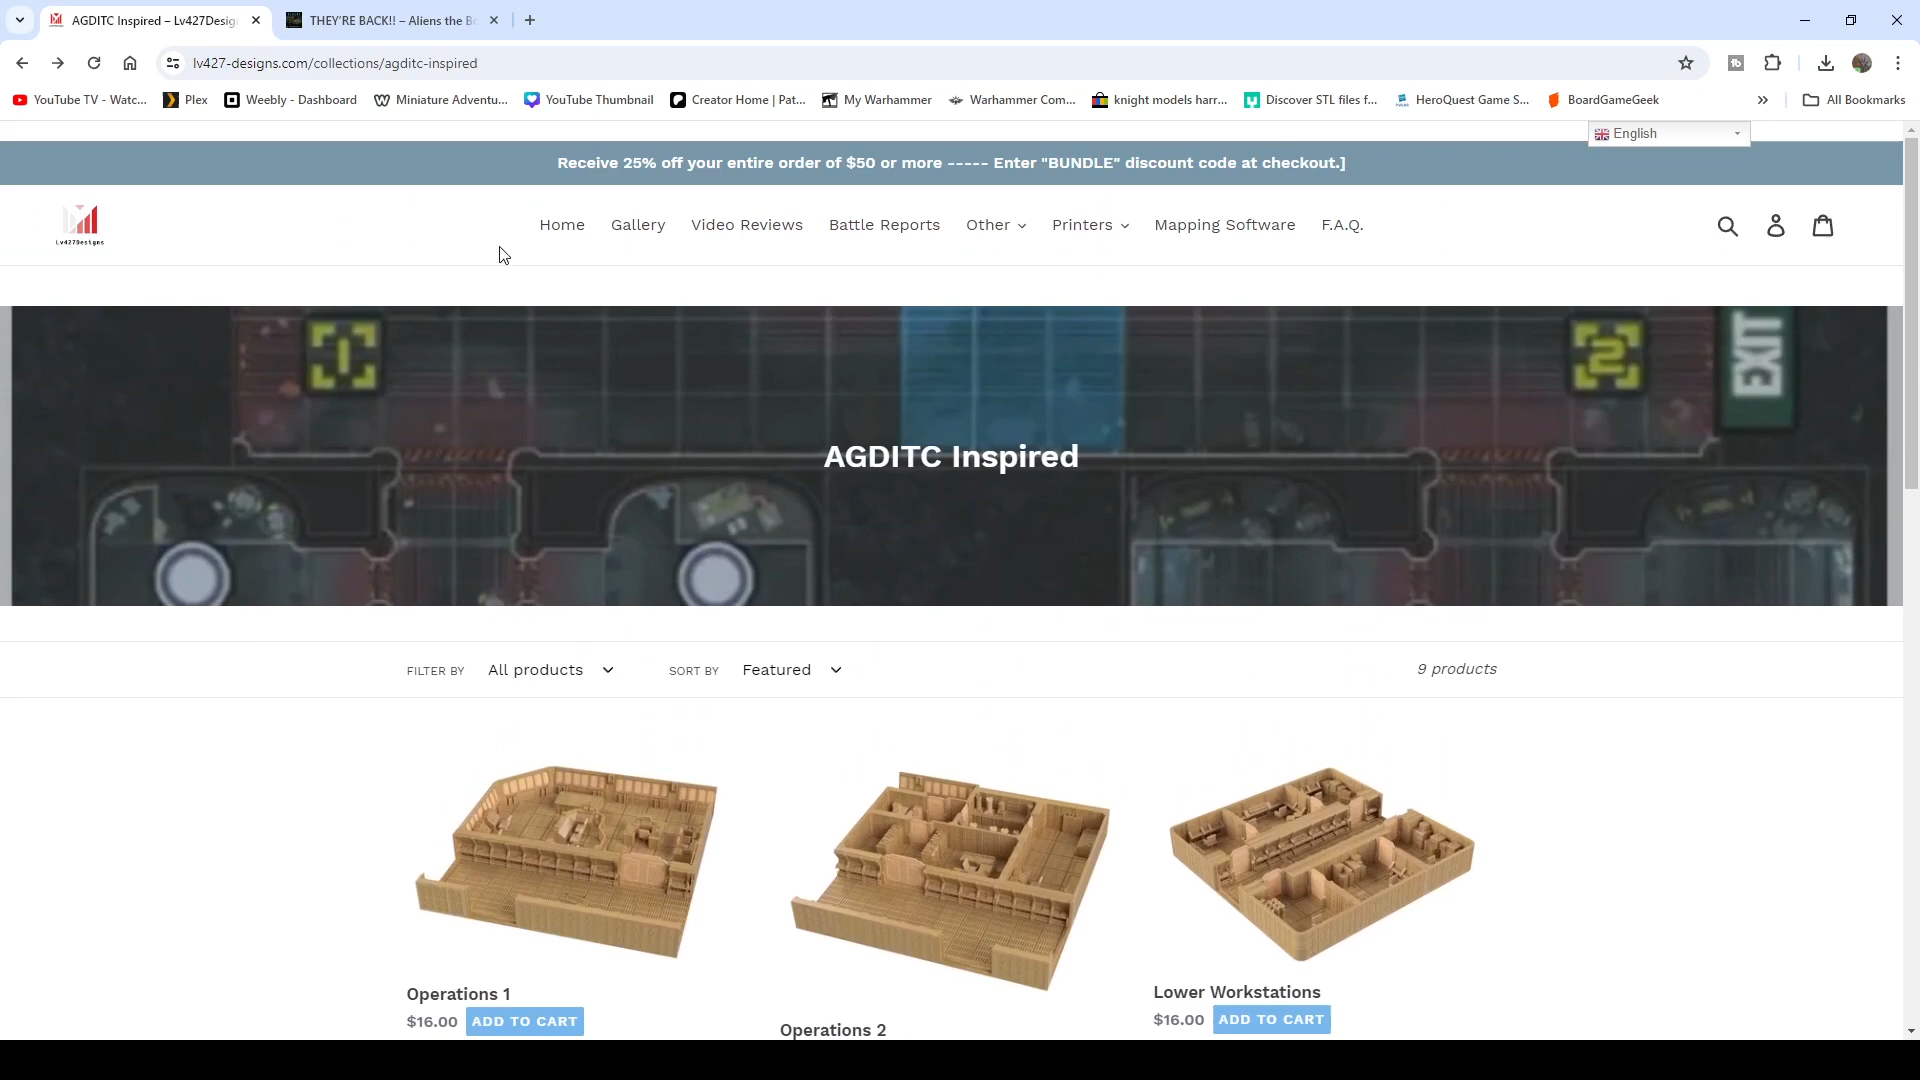 AGDITC Inspired – Lv427Desig
THEY'RE BACK!! – Aliens the Bo
lv427-designs.com/collections/agditc-inspired
YouTube TV - Watc...
Plex
Weebly - Dashboard
Miniature Adventu...
YouTube Thumbnail
Creator Home | Pat...
My Warhammer
Warhammer Com...
knight models harr...
Discover STL files f...
HeroQuest Game S...
BoardGameGeek
»
All Bookmarks
English
Receive 25% off your entire order of $50 or more ----- Enter "BUNDLE" discount code at checkout.]
Lv427Designs
Home
Gallery
Video Reviews
Battle Reports
Other
Printers
Mapping Software
F.A.Q.
1
2
EXIT
AGDITC Inspired
FILTER BY
All products
SORT BY
Featured
9 products
Operations 1
$16.00
ADD TO CART
Operations 2
Lower Workstations
$16.00
ADD TO CART